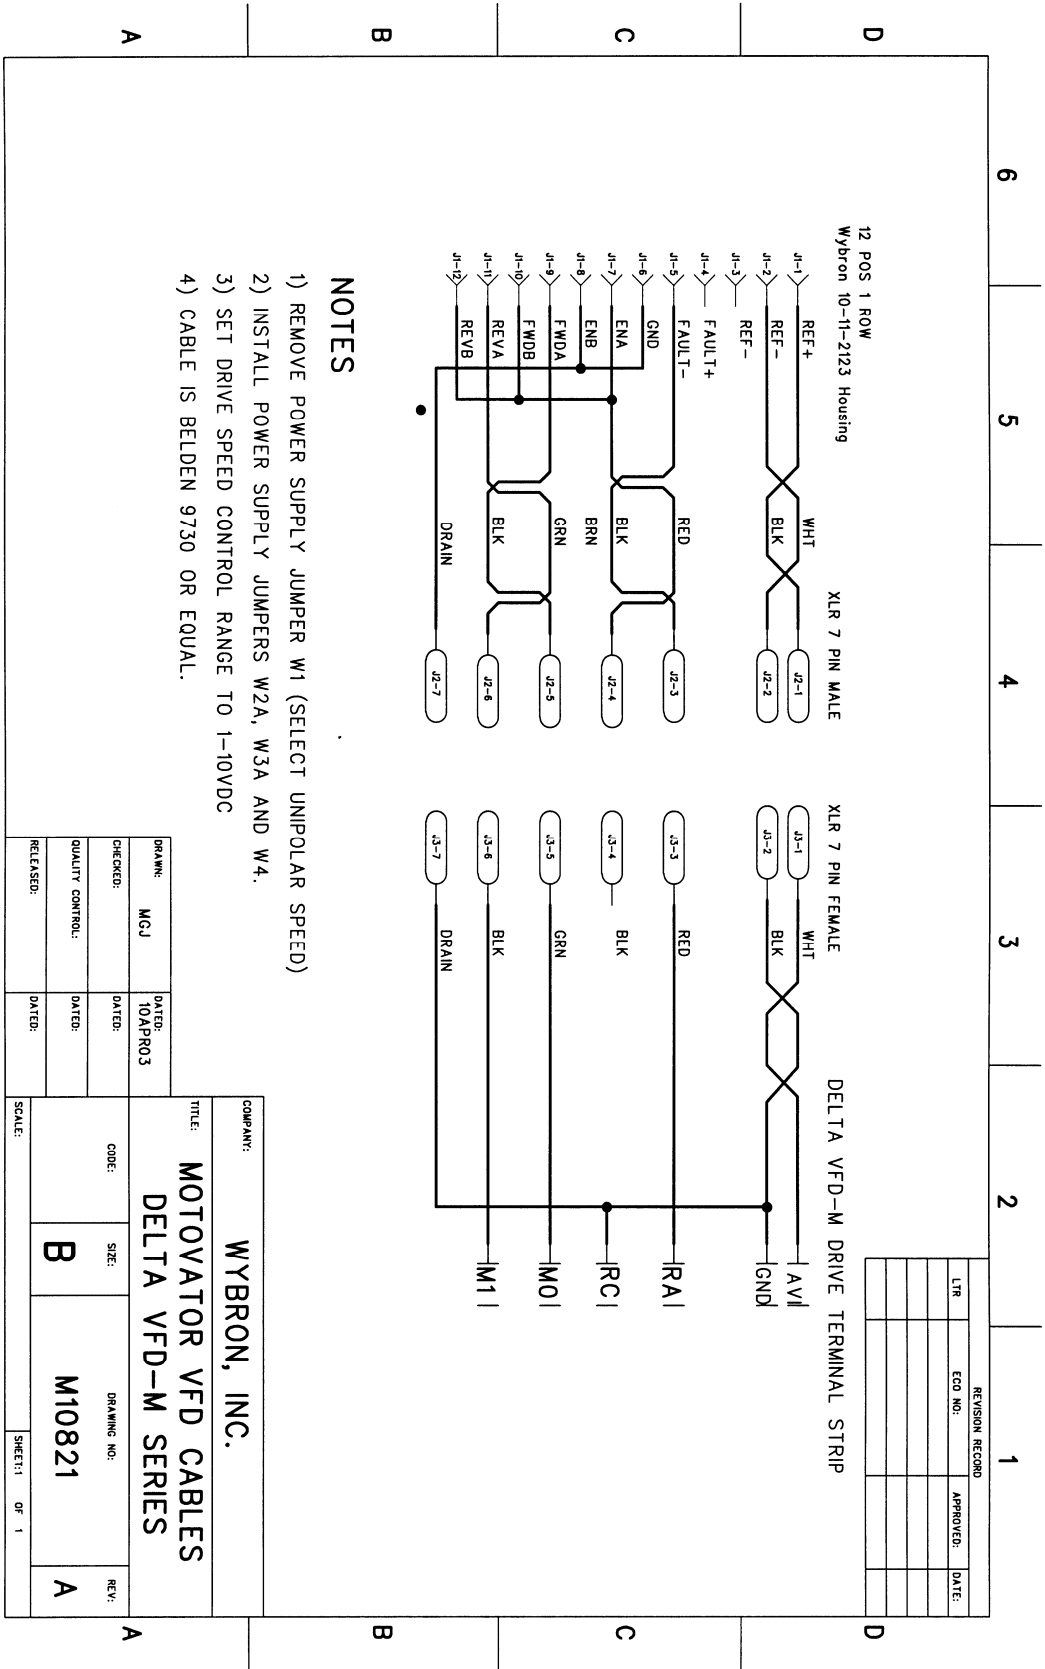 6
5
4
3
2
1
D
D
C
C
B
B
A
A
REVISION RECORD
LTR ECO NO: APPROVED: DATE:
12 POS 1 ROW
Wybron 10-11-2123 Housing
XLR 7 PIN MALE
XLR 7 PIN FEMALE
DELTA VFD-M DRIVE TERMINAL STRIP
J1-1 REF+ WHT J2-1 J3-1 WHT AVI
J1-2 REF- BLK J2-2 J3-2 BLK GND
J1-3 REF-
J1-4 FAULT+
J1-5 FAULT- RED J2-3 J3-3 RED RA
J1-6 GND
J1-7 ENA BLK J2-4 J3-4 BLK RC
J1-8 ENB BRN
J1-9 FWDA GRN J2-5 J3-5 GRN M0
J1-10 FWDB
J1-11 REVA BLK J2-6 J3-6 BLK M1
J1-12 REVB
DRAIN J2-7 J3-7 DRAIN
NOTES
1) REMOVE POWER SUPPLY JUMPER W1 (SELECT UNIPOLAR SPEED)
2) INSTALL POWER SUPPLY JUMPERS W2A, W3A AND W4.
3) SET DRIVE SPEED CONTROL RANGE TO 1-10VDC
4) CABLE IS BELDEN 9730 OR EQUAL.
COMPANY:
WYBRON, INC.
TITLE:
MOTOVATOR VFD CABLES
DELTA VFD-M SERIES
DRAWN: MGJ
DATED: 10APR03
CHECKED: DATED:
QUALITY CONTROL: DATED:
RELEASED: DATED:
CODE: SIZE: DRAWING NO: REV:
B M10821 A
SCALE: SHEET:1 OF 1